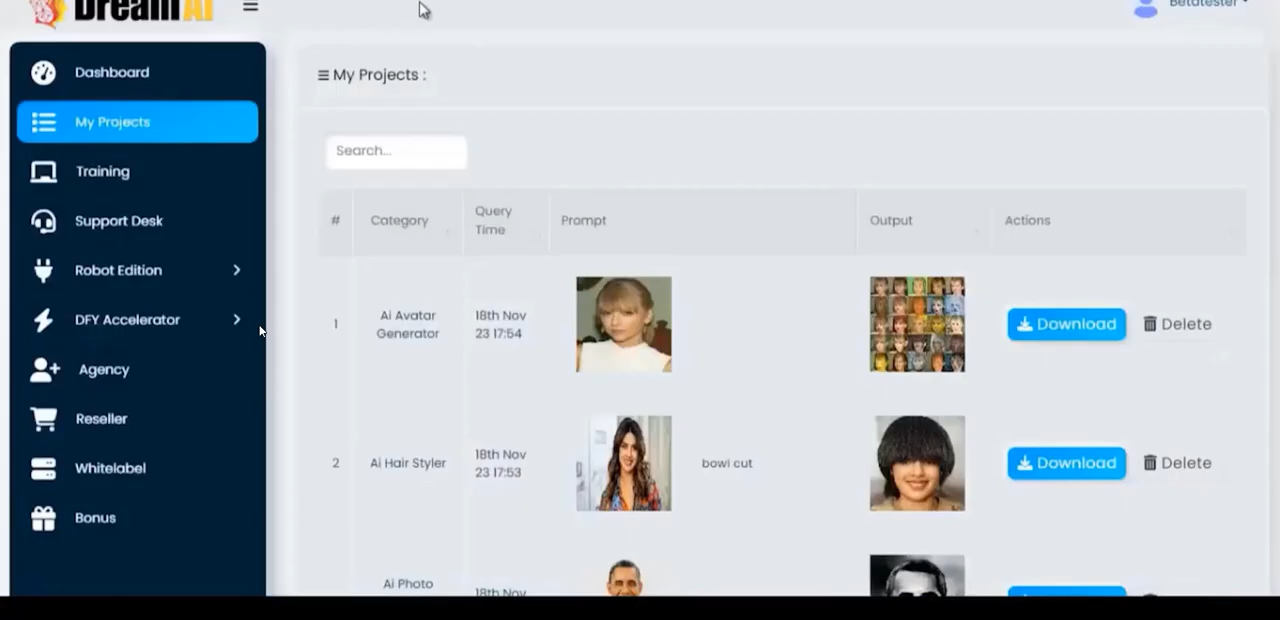 DreamAi
Betatester
Dashboard
My Projects
Training
Support Desk
Robot Edition
DFY Accelerator
Agency
Reseller
Whitelabel
Bonus
My Projects :
Search...
# Category Query Time Prompt Output Actions
1 Ai Avatar Generator 18th Nov 23 17:54 Download Delete
2 Ai Hair Styler 18th Nov 23 17:53 bowl cut Download Delete
Ai Photo
18th Nov